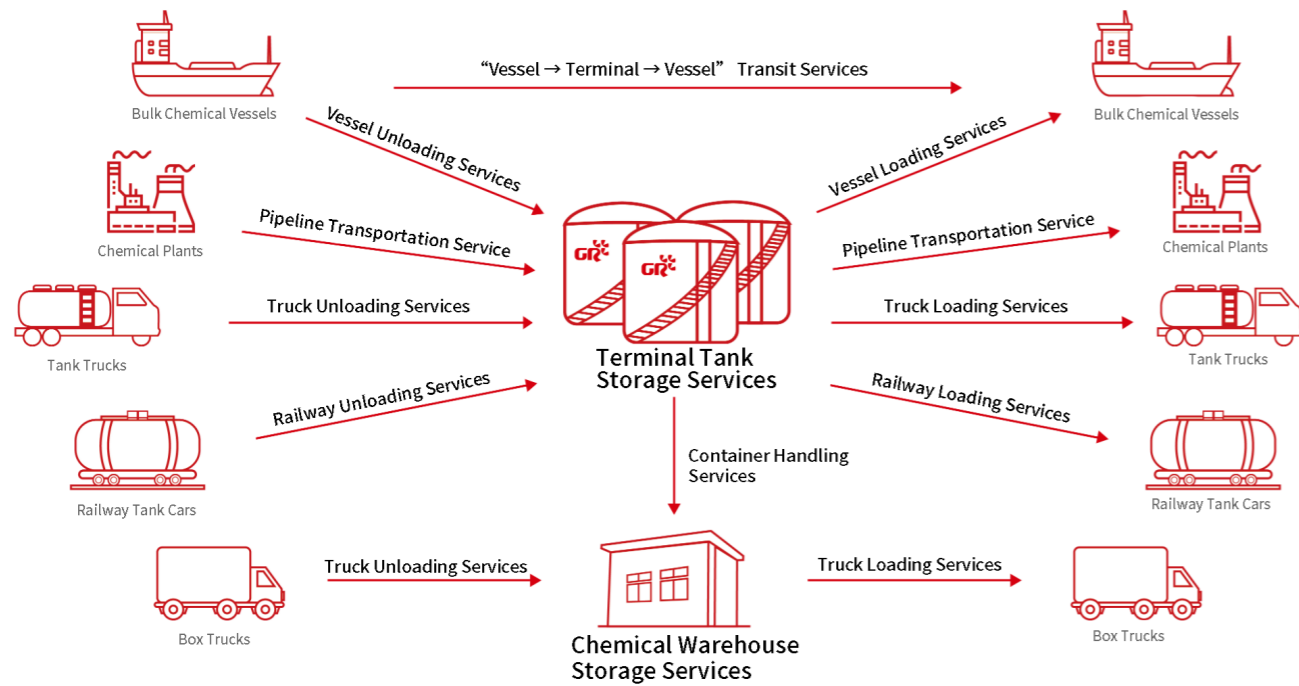 “Vessel → Terminal → Vessel” Transit Services
Bulk Chemical Vessels
Bulk Chemical Vessels
Vessel Unloading Services
Vessel Loading Services
Chemical Plants
Pipeline Transportation Service
Pipeline Transportation Service
Chemical Plants
GR
GR
Truck Unloading Services
Truck Loading Services
Tank Trucks
Tank Trucks
Terminal Tank
Storage Services
Railway Unloading Services
Railway Loading Services
Container Handling
Services
Railway Tank Cars
Railway Tank Cars
Truck Unloading Services
Truck Loading Services
Box Trucks
Box Trucks
Chemical Warehouse
Storage Services